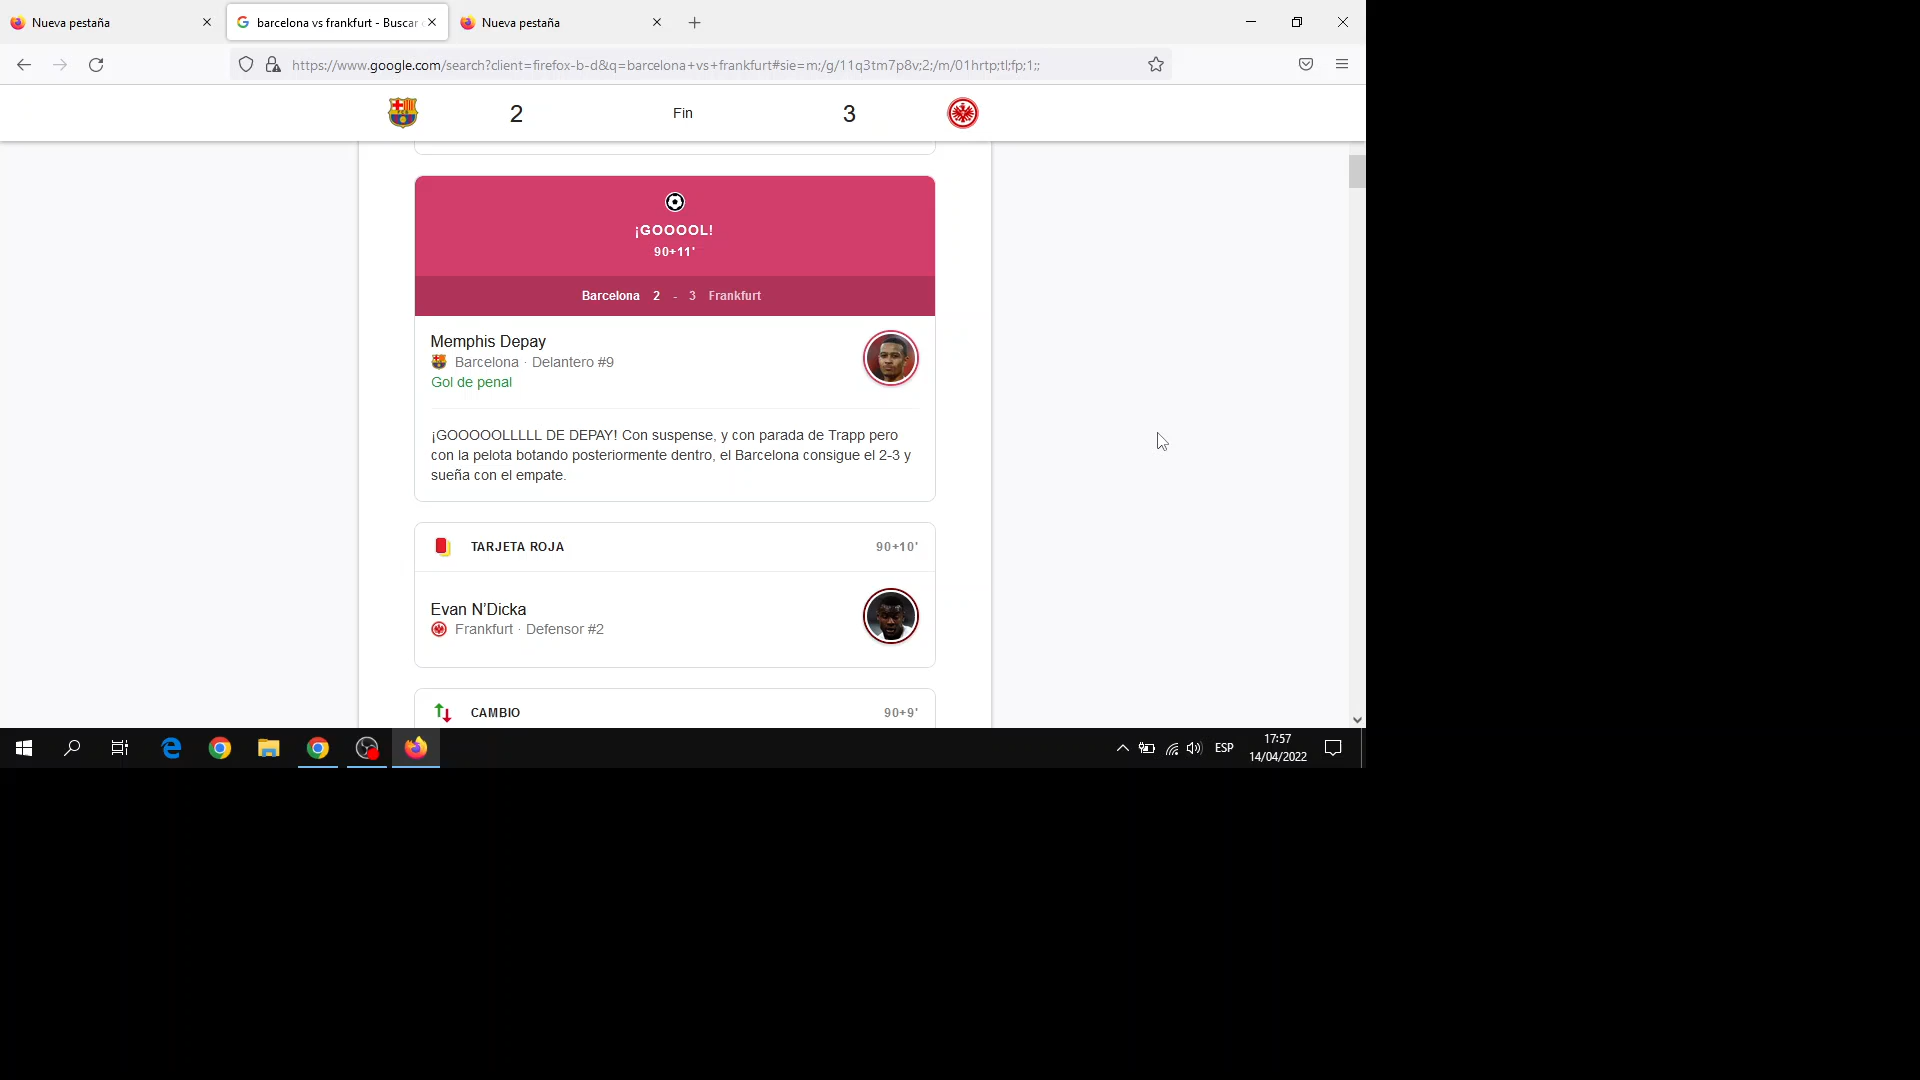 Nueva pestaña
barcelona vs frankfurt - Buscar
Nueva pestaña
https://www.google.com/search?client=firefox-b-d&q=barcelona+vs+frankfurt#sie=m;/g/11q3tm7p8v;2;/m/01hrtp;tl;fp;1;;
2 Fin 3
¡GOOOOL!
90+11'
Barcelona 2 - 3 Frankfurt
Memphis Depay
Barcelona · Delantero #9
Gol de penal
¡GOOOOOLLLLL DE DEPAY! Con suspense, y con parada de Trapp pero
con la pelota botando posteriormente dentro, el Barcelona consigue el 2-3 y
sueña con el empate.
TARJETA ROJA 90+10'
Evan N’Dicka
Frankfurt · Defensor #2
CAMBIO 90+9'
ESP
17:57
14/04/2022